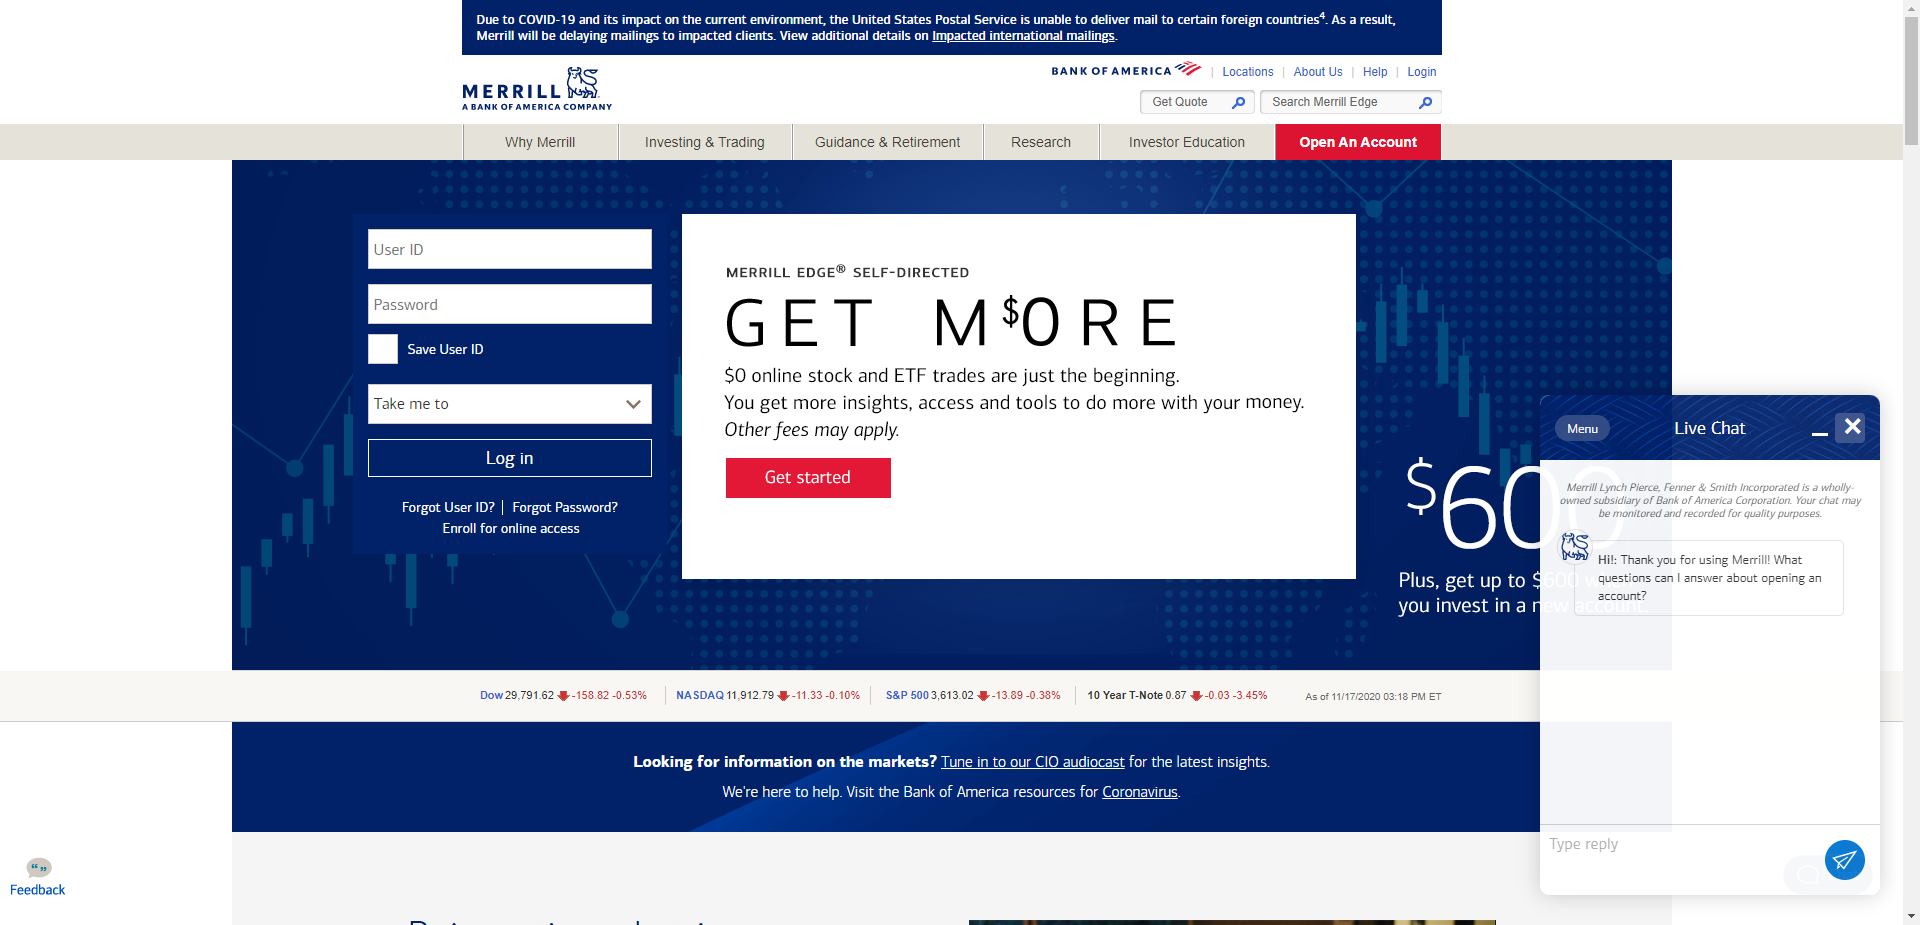 Due to COVID-19 and its impact on the current environment, the United States Postal Service is unable to deliver mail to certain foreign countries4. As a result,
Merrill will be delaying mailings to impacted clients. View additional details on Impacted international mailings.
MERRILL
A BANK OF AMERICA COMPANY
BANK OF AMERICA
Locations | About Us | Help | Login
Get Quote
Search Merrill Edge
Why Merrill
Investing & Trading
Guidance & Retirement
Research
Investor Education
Open An Account
User ID
Password
Save User ID
Take me to
Log in
Forgot User ID? | Forgot Password?
Enroll for online access
MERRILL EDGE® SELF-DIRECTED
GET M$0RE
$0 online stock and ETF trades are just the beginning.
You get more insights, access and tools to do more with your money.
Other fees may apply.
Get started
$600
Plus, get up to $600 w
you invest in a new account.
Menu
Live Chat
Merrill Lynch Pierce, Fenner & Smith Incorporated is a wholly-
owned subsidiary of Bank of America Corporation. Your chat may
be monitored and recorded for quality purposes.
Hi!: Thank you for using Merrill! What
questions can I answer about opening an
account?
Type reply
Dow 29,791.62 -158.82 -0.53%
NASDAQ 11,912.79 -11.33 -0.10%
S&P 500 3,613.02 -13.89 -0.38%
10 Year T-Note 0.87 -0.03 -3.45%
As of 11/17/2020 03:18 PM ET
Looking for information on the markets? Tune in to our CIO audiocast for the latest insights.
We're here to help. Visit the Bank of America resources for Coronavirus.
Feedback